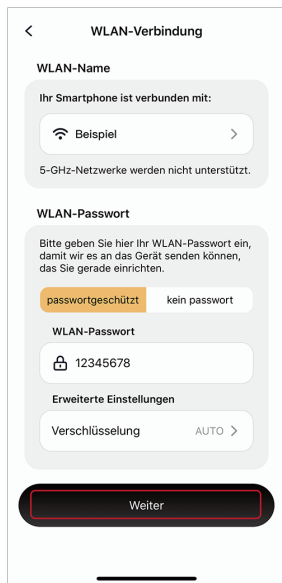 WLAN-Verbindung
WLAN-Name
Ihr Smartphone ist verbunden mit:
Beispiel
5-GHz-Netzwerke werden nicht unterstützt.
WLAN-Passwort
Bitte geben Sie hier Ihr WLAN-Passwort ein,
damit wir es an das Gerät senden können,
das Sie gerade einrichten.
passwortgeschützt kein passwort
WLAN-Passwort
12345678
Erweiterte Einstellungen
Verschlüsselung AUTO
Weiter